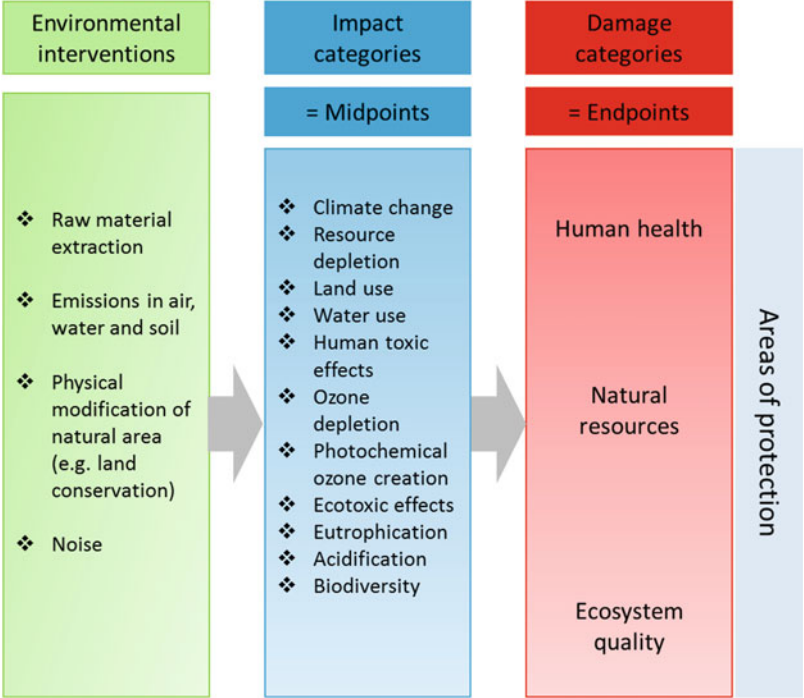 Environmental
interventions
❖ Raw material
extraction
❖ Emissions in air,
water and soil
❖ Physical
modification of
natural area
(e.g. land
conservation)
❖ Noise
Impact
categories
= Midpoints
❖ Climate change
❖ Resource
depletion
❖ Land use
❖ Water use
❖ Human toxic
effects
❖ Ozone
depletion
❖ Photochemical
ozone creation
❖ Ecotoxic effects
❖ Eutrophication
❖ Acidification
❖ Biodiversity
Damage
categories
= Endpoints
Human health
Natural
resources
Ecosystem
quality
Areas of protection